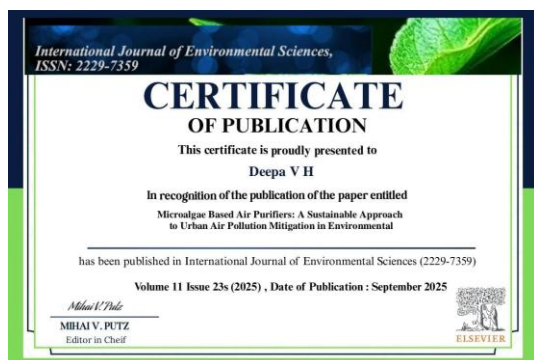 International Journal of Environmental Sciences,
ISSN: 2229-7359
CERTIFICATE
OF PUBLICATION
This certificate is proudly presented to
Deepa V H
In recognition of the publication of the paper entitled
Microalgae Based Air Purifiers: A Sustainable Approach
to Urban Air Pollution Mitigation in Environmental
has been published in International Journal of Environmental Sciences (2229-7359)
Volume 11 Issue 23s (2025) , Date of Publication : September 2025
Mihai V. Putz
MIHAI V. PUTZ
Editor in Cheif
ELSEVIER